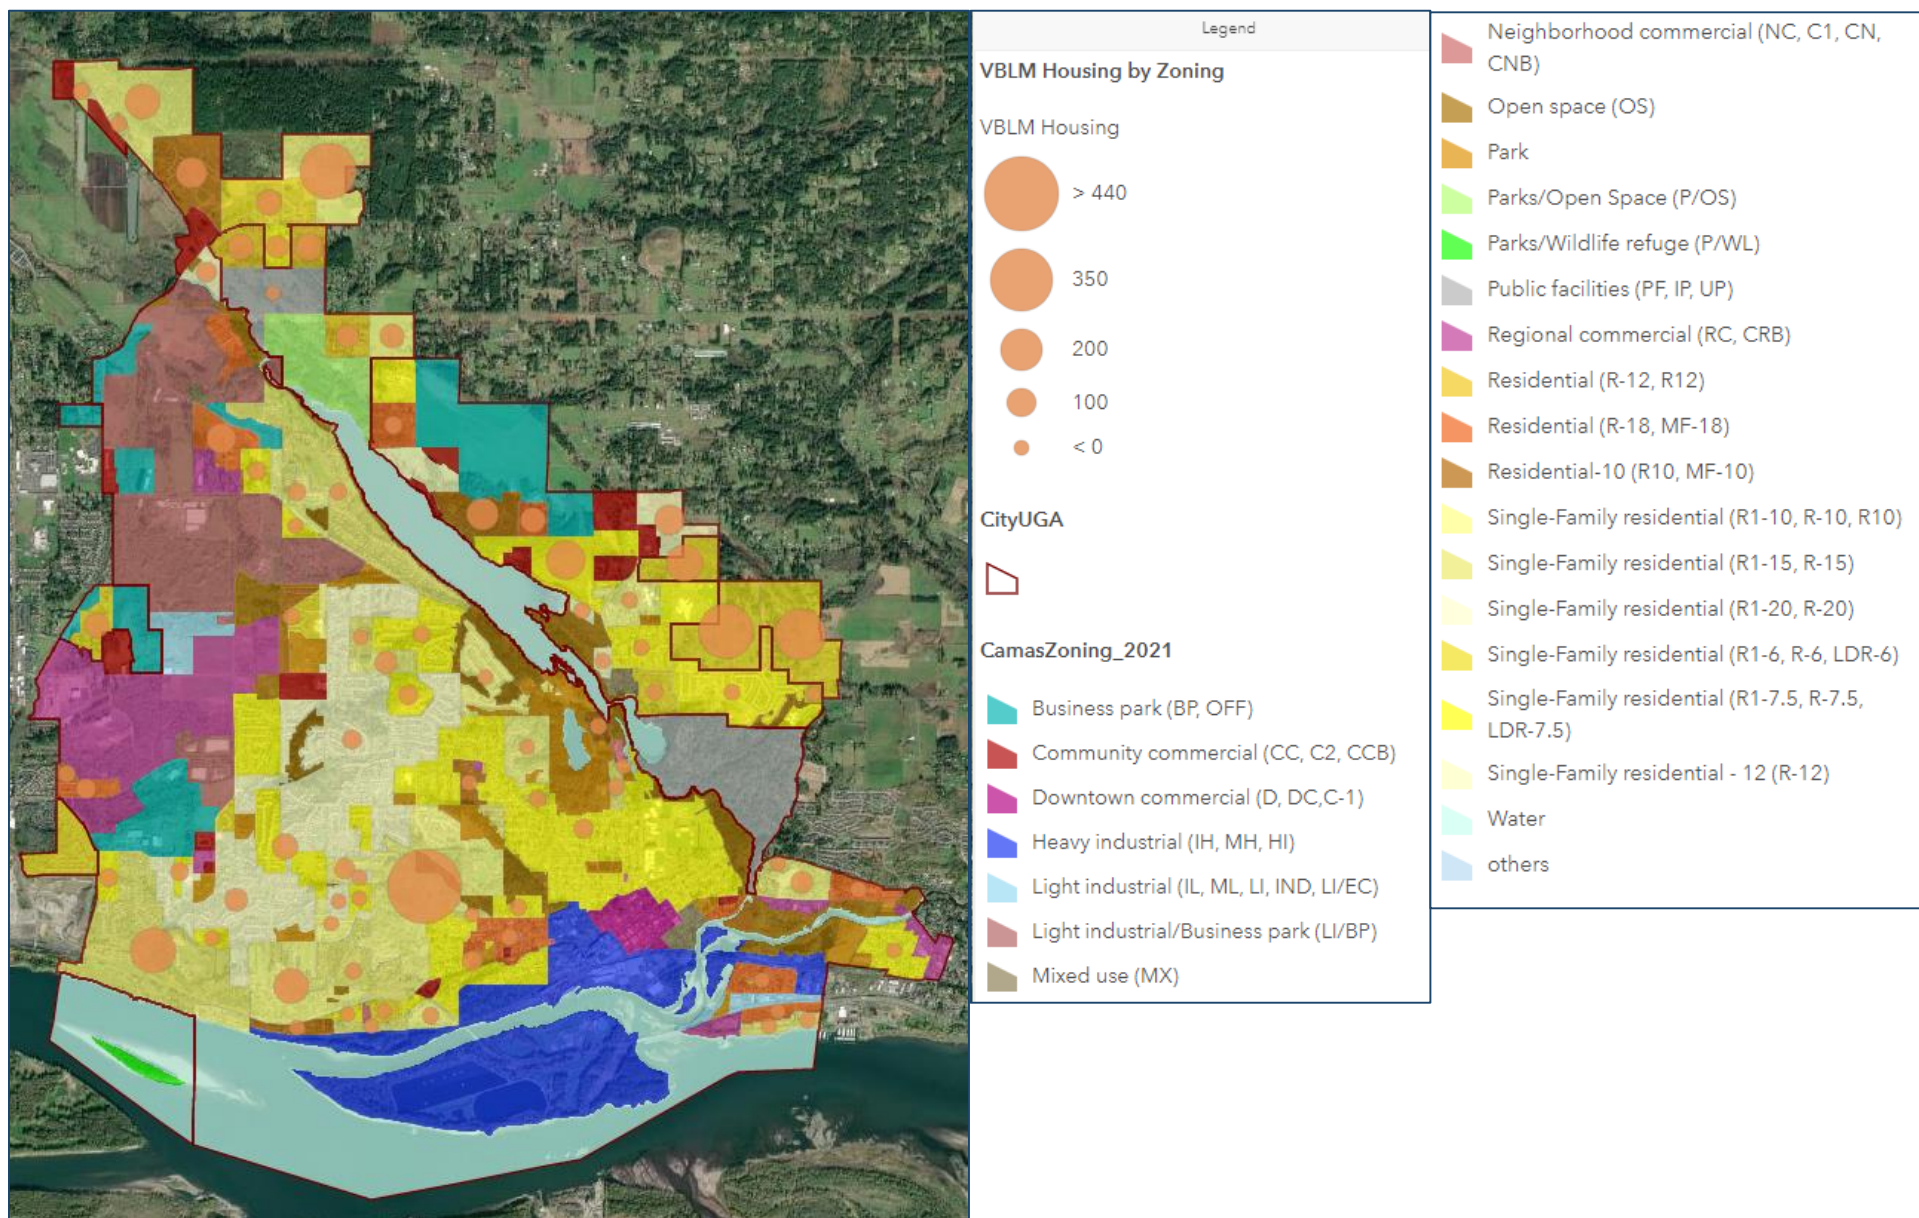 Legend
VBLM Housing by Zoning
VBLM Housing
> 440
350
200
100
< 0
CityUGA
CamasZoning_2021
Business park (BP, OFF)
Community commercial (CC, C2, CCB)
Downtown commercial (D, DC,C-1)
Heavy industrial (IH, MH, HI)
Light industrial (IL, ML, LI, IND, LI/EC)
Light industrial/Business park (LI/BP)
Mixed use (MX)
Neighborhood commercial (NC, C1, CN,
CNB)
Open space (OS)
Park
Parks/Open Space (P/OS)
Parks/Wildlife refuge (P/WL)
Public facilities (PF, IP, UP)
Regional commercial (RC, CRB)
Residential (R-12, R12)
Residential (R-18, MF-18)
Residential-10 (R10, MF-10)
Single-Family residential (R1-10, R-10, R10)
Single-Family residential (R1-15, R-15)
Single-Family residential (R1-20, R-20)
Single-Family residential (R1-6, R-6, LDR-6)
Single-Family residential (R1-7.5, R-7.5,
LDR-7.5)
Single-Family residential - 12 (R-12)
Water
others